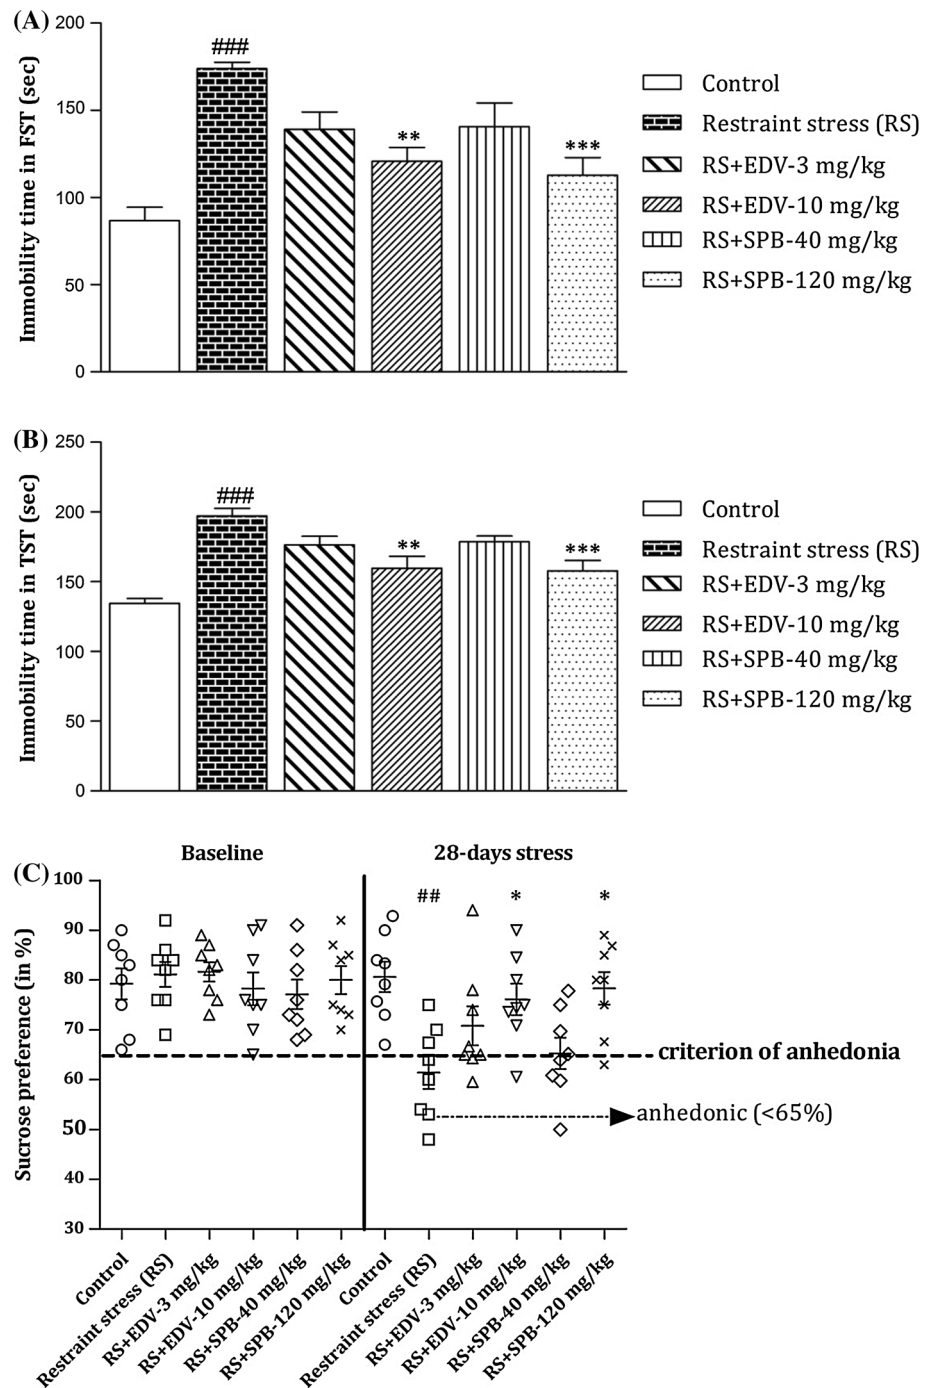 (A)
Immobility time in FST (sec)
200
150
100
50
0
###
**
***
Control
Restraint stress (RS)
RS+EDV-3 mg/kg
RS+EDV-10 mg/kg
RS+SPB-40 mg/kg
RS+SPB-120 mg/kg
(B)
Immobility time in TST (sec)
250
200
150
100
50
0
###
**
***
Control
Restraint stress (RS)
RS+EDV-3 mg/kg
RS+EDV-10 mg/kg
RS+SPB-40 mg/kg
RS+SPB-120 mg/kg
(C)
Baseline
28-days stress
Sucrose preference (in %)
100
90
80
70
60
50
40
30
##
*
*
criterion of anhedonia
anhedonic (<65%)
Control
Restraint stress (RS)
RS+EDV-3 mg/kg
RS+EDV-10 mg/kg
RS+SPB-40 mg/kg
RS+SPB-120 mg/kg
Control
Restraint stress (RS)
RS+EDV-3 mg/kg
RS+EDV-10 mg/kg
RS+SPB-40 mg/kg
RS+SPB-120 mg/kg